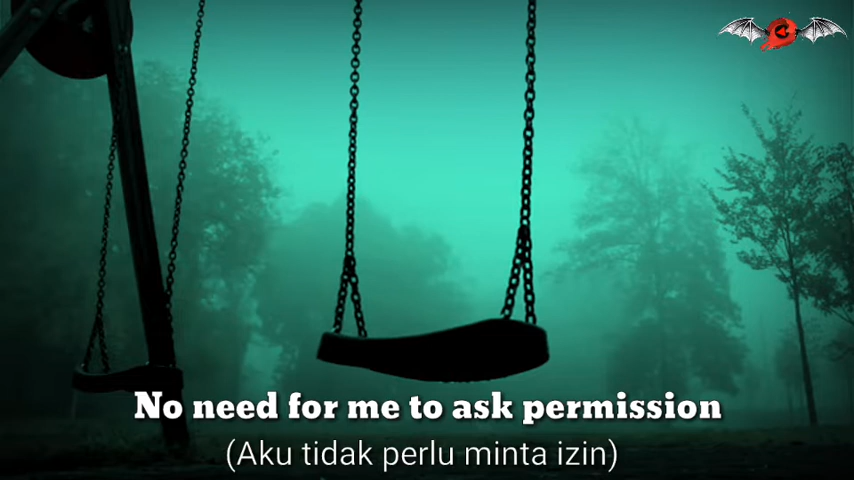 No need for me to ask permission
(Aku tidak perlu minta izin)